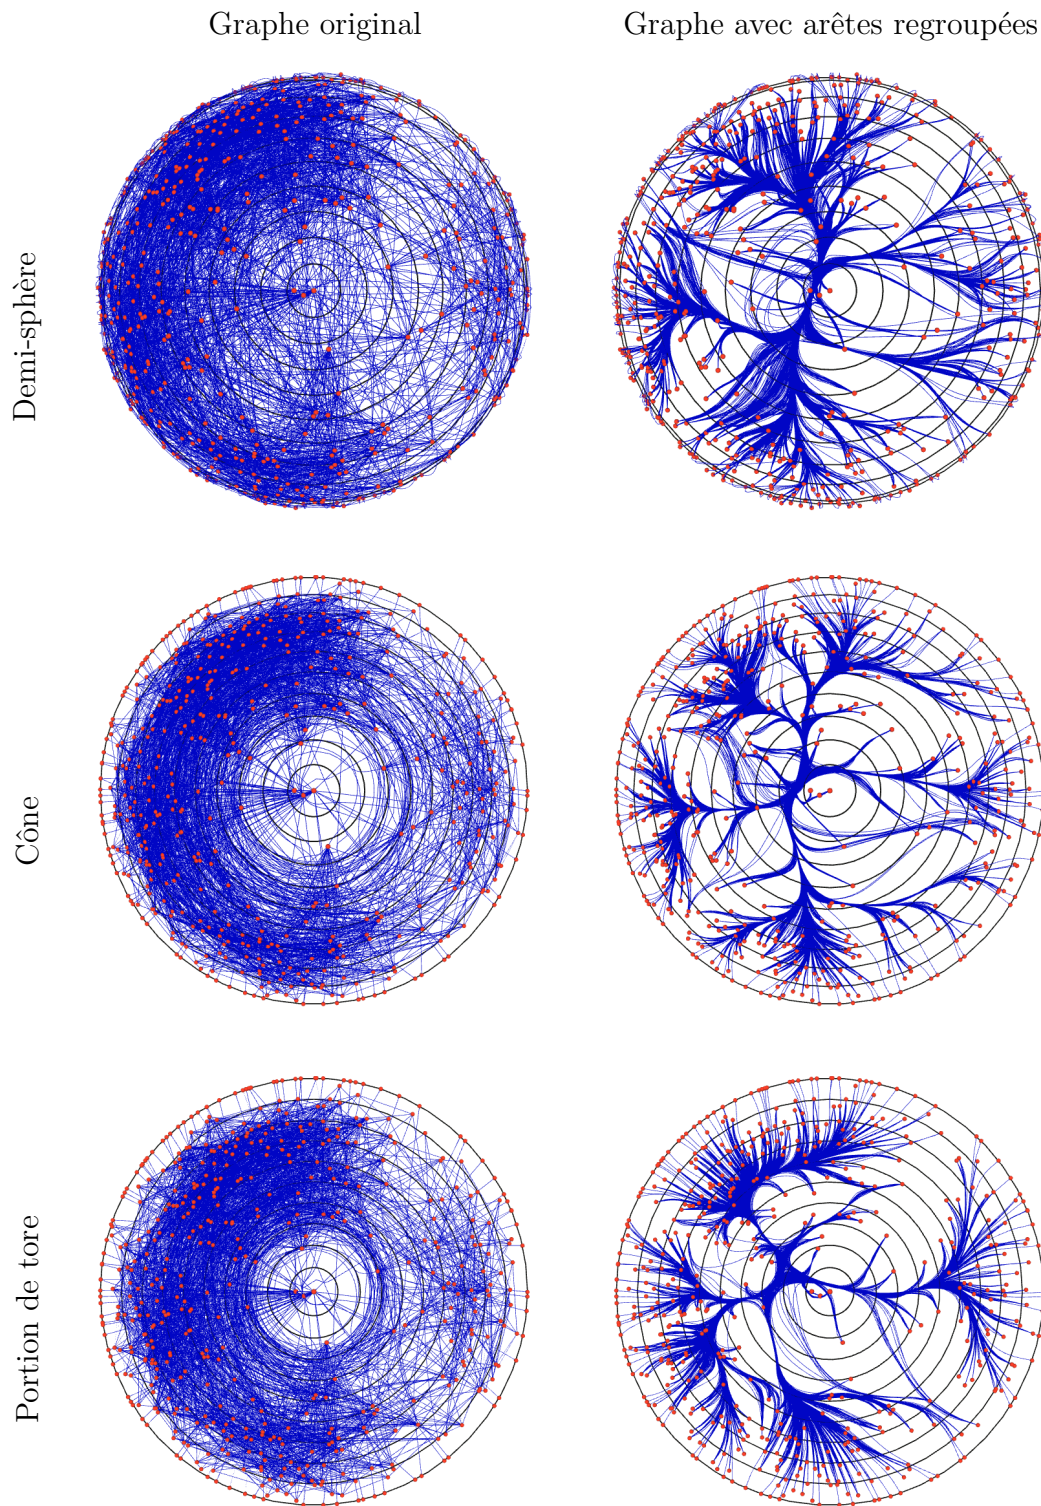 Graphe original
Graphe avec arêtes regroupées
Demi-sphère
Cône
Portion de tore